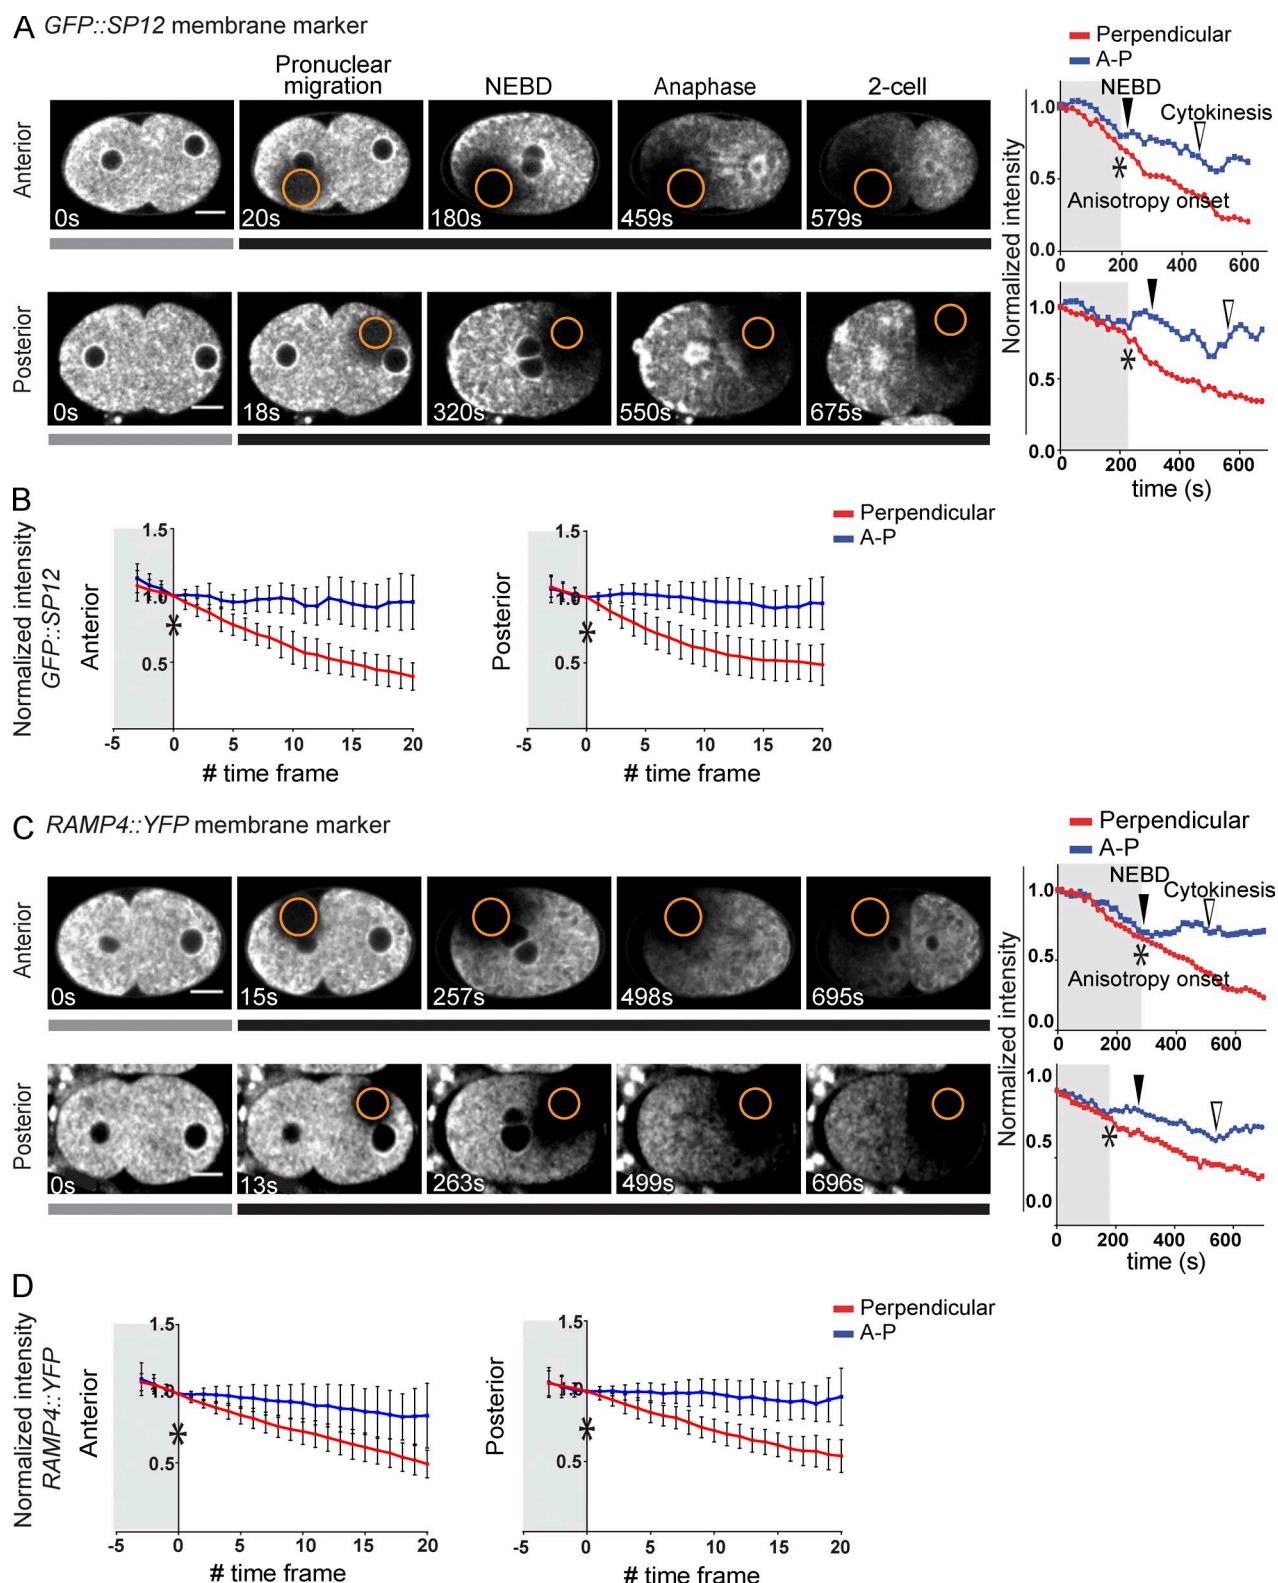 A GFP::SP12 membrane marker
Perpendicular
A-P
Pronuclear
migration
NEBD
Anaphase
2-cell
Anterior
0s
20s
180s
459s
579s
Normalized intensity
NEBD
Cytokinesis
1.0
0.5
0.0
*
Anisotropy onset
0 200 400 600
Posterior
0s
18s
320s
550s
675s
1.0
0.5
0.0
*
0 200 400 600
time (s)
B
Normalized intensity
GFP::SP12
Perpendicular
A-P
Anterior
1.5
1.0
0.5
*
-5 0 5 10 15 20
# time frame
Posterior
1.5
1.0
0.5
*
-5 0 5 10 15 20
# time frame
C RAMP4::YFP membrane marker
Perpendicular
A-P
Anterior
0s
15s
257s
498s
695s
Normalized intensity
NEBD
Cytokinesis
1.0
0.5
0.0
*
Anisotropy onset
0 200 400 600
Posterior
0s
13s
263s
499s
696s
1.0
0.5
0.0
*
0 200 400 600
time (s)
D
Normalized intensity
RAMP4::YFP
Perpendicular
A-P
Anterior
1.5
1.0
0.5
*
-5 0 5 10 15 20
# time frame
Posterior
1.5
1.0
0.5
*
-5 0 5 10 15 20
# time frame